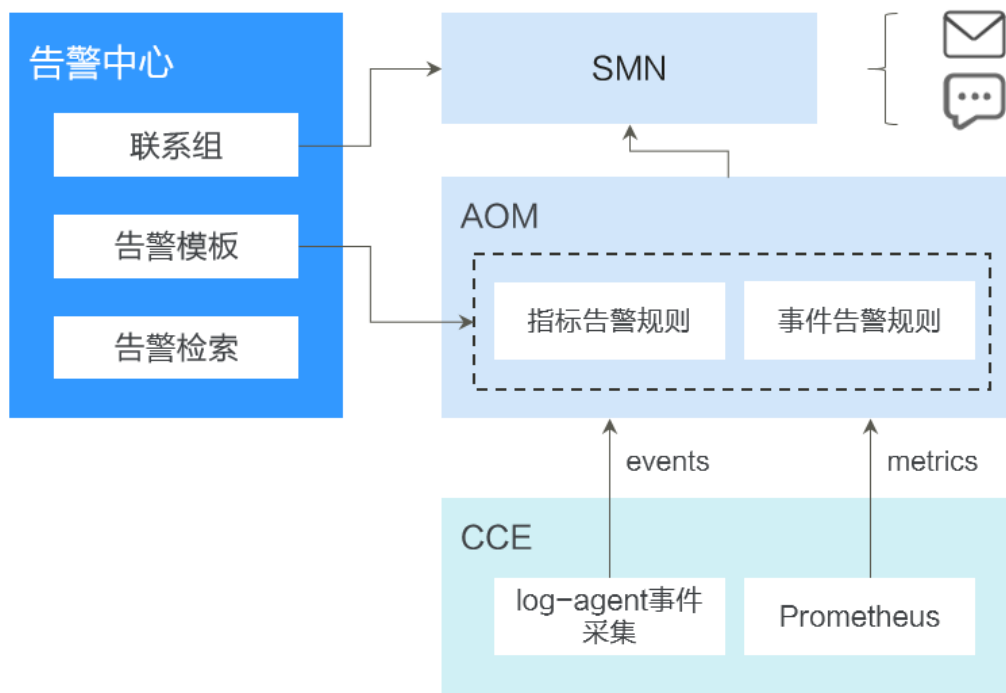 告警中心
联系组
告警模板
告警检索
SMN
AOM
指标告警规则
事件告警规则
events
metrics
CCE
log-agent事件
采集
Prometheus